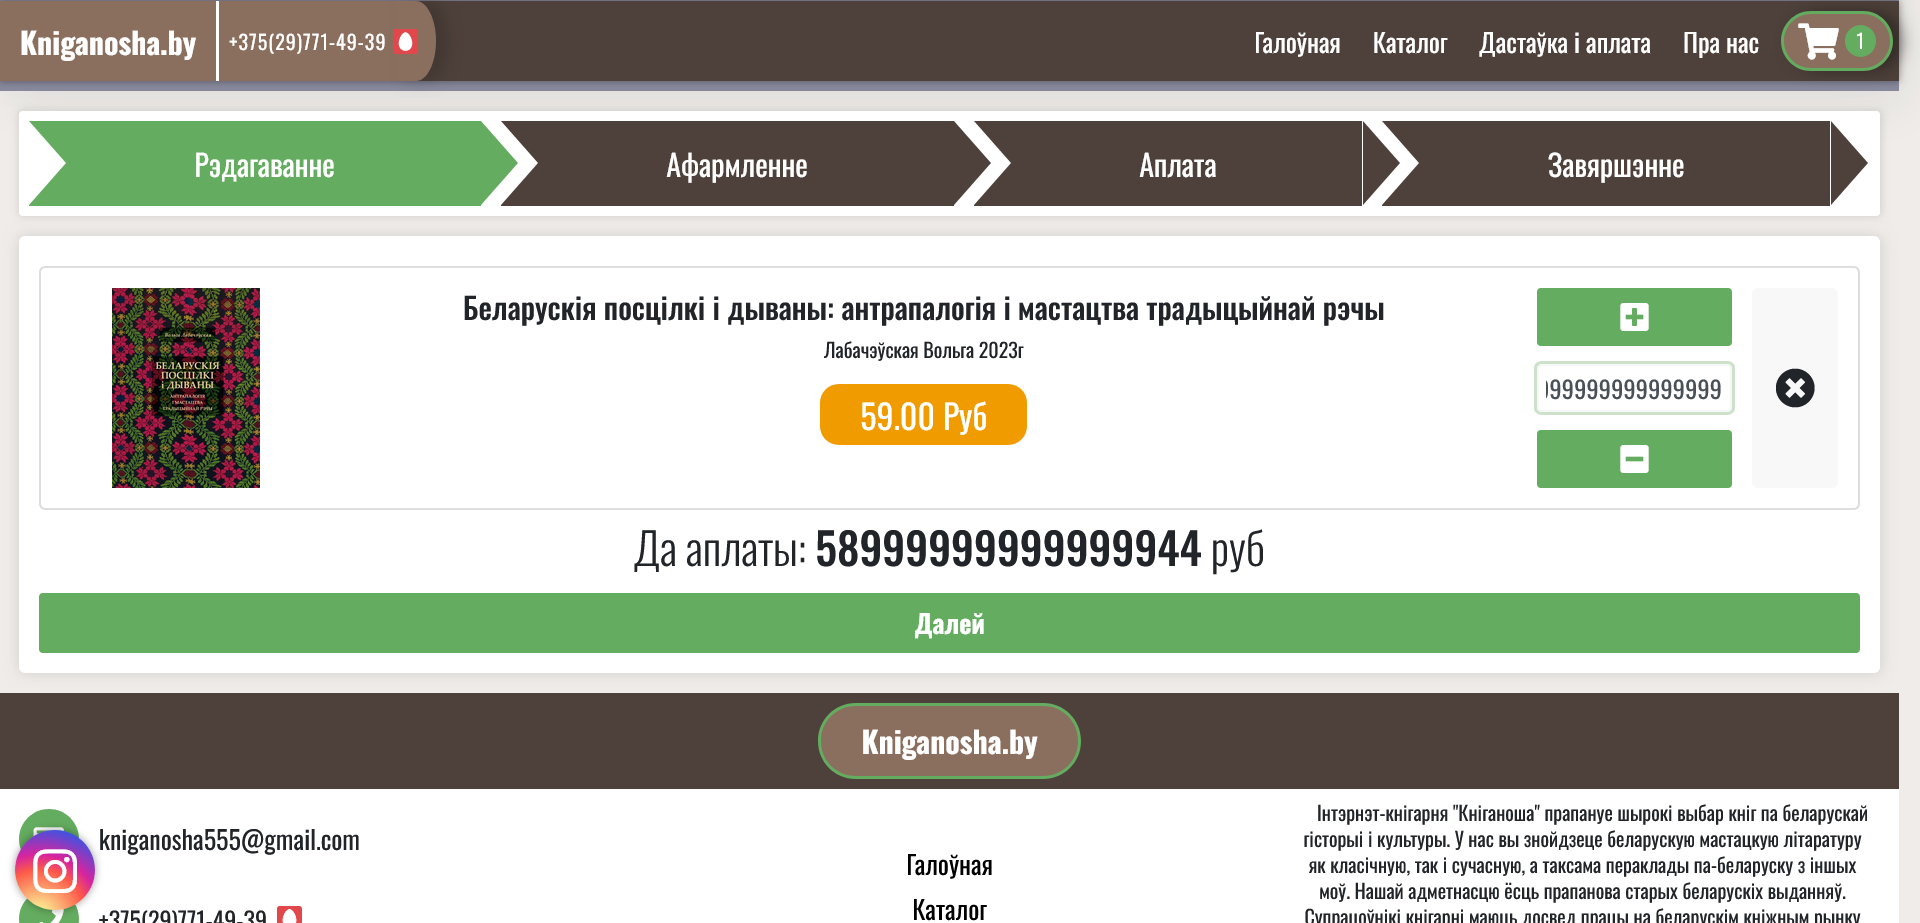 Kniganosha.by
+375(29)771-49-39
Галоўная
Каталог
Дастаўка і аплата
Пра нас
1
Рэдагаванне
Афармленне
Аплата
Завяршэнне
Беларускія посцілкі і дываны: антрапалогія і мастацтва традыцыйнай рэчы
Лабачэўская Вольга 2023г
59.00 Руб
БЕЛАРУСКІЯ
ПОСЦІЛКІ
І ДЫВАНЫ
999999999999999
Да аплаты: 58999999999999944 руб
Далей
Kniganosha.by
kniganosha555@gmail.com
+375(29)771-49-39
Галоўная
Каталог
Інтэрнэт-кнігарня "Кніганоша" прапануе шырокі выбар кніг па беларускай
гісторыі і культуры. У нас вы знойдзеце беларускую мастацкую літаратуру
як класічную, так і сучасную, а таксама пераклады па-беларуску з іншых
моў. Нашай адметнасцю ёсць прапанова старых беларускіх выданняў.
Супрацоўнікі кнігарні маюць досвед працы на беларускім кніжным рынку